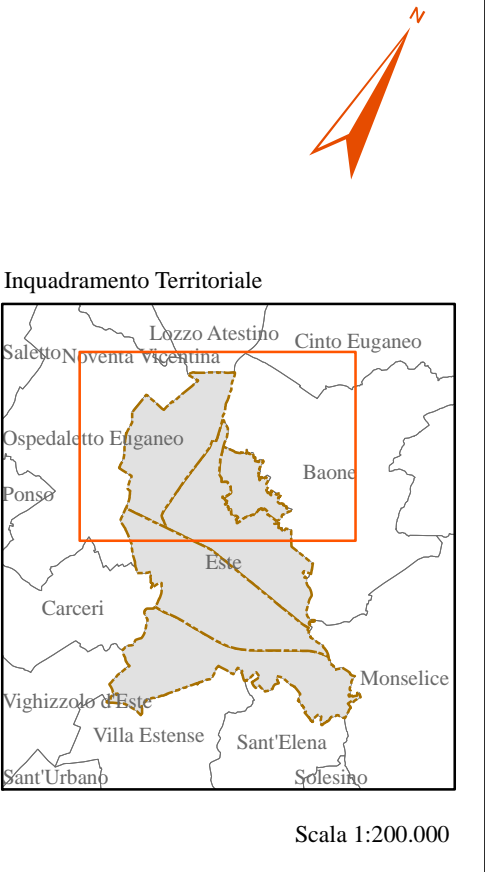 N
Inquadramento Territoriale
Lozzo Atestino
Cinto Euganeo
Saletto
Noventa Vicentina
Ospedaletto Euganeo
Baone
Ponso
Este
Carceri
Monselice
Vighizzolo d'Este
Villa Estense
Sant'Elena
Sant'Urbano
Solesino
Scala 1:200.000